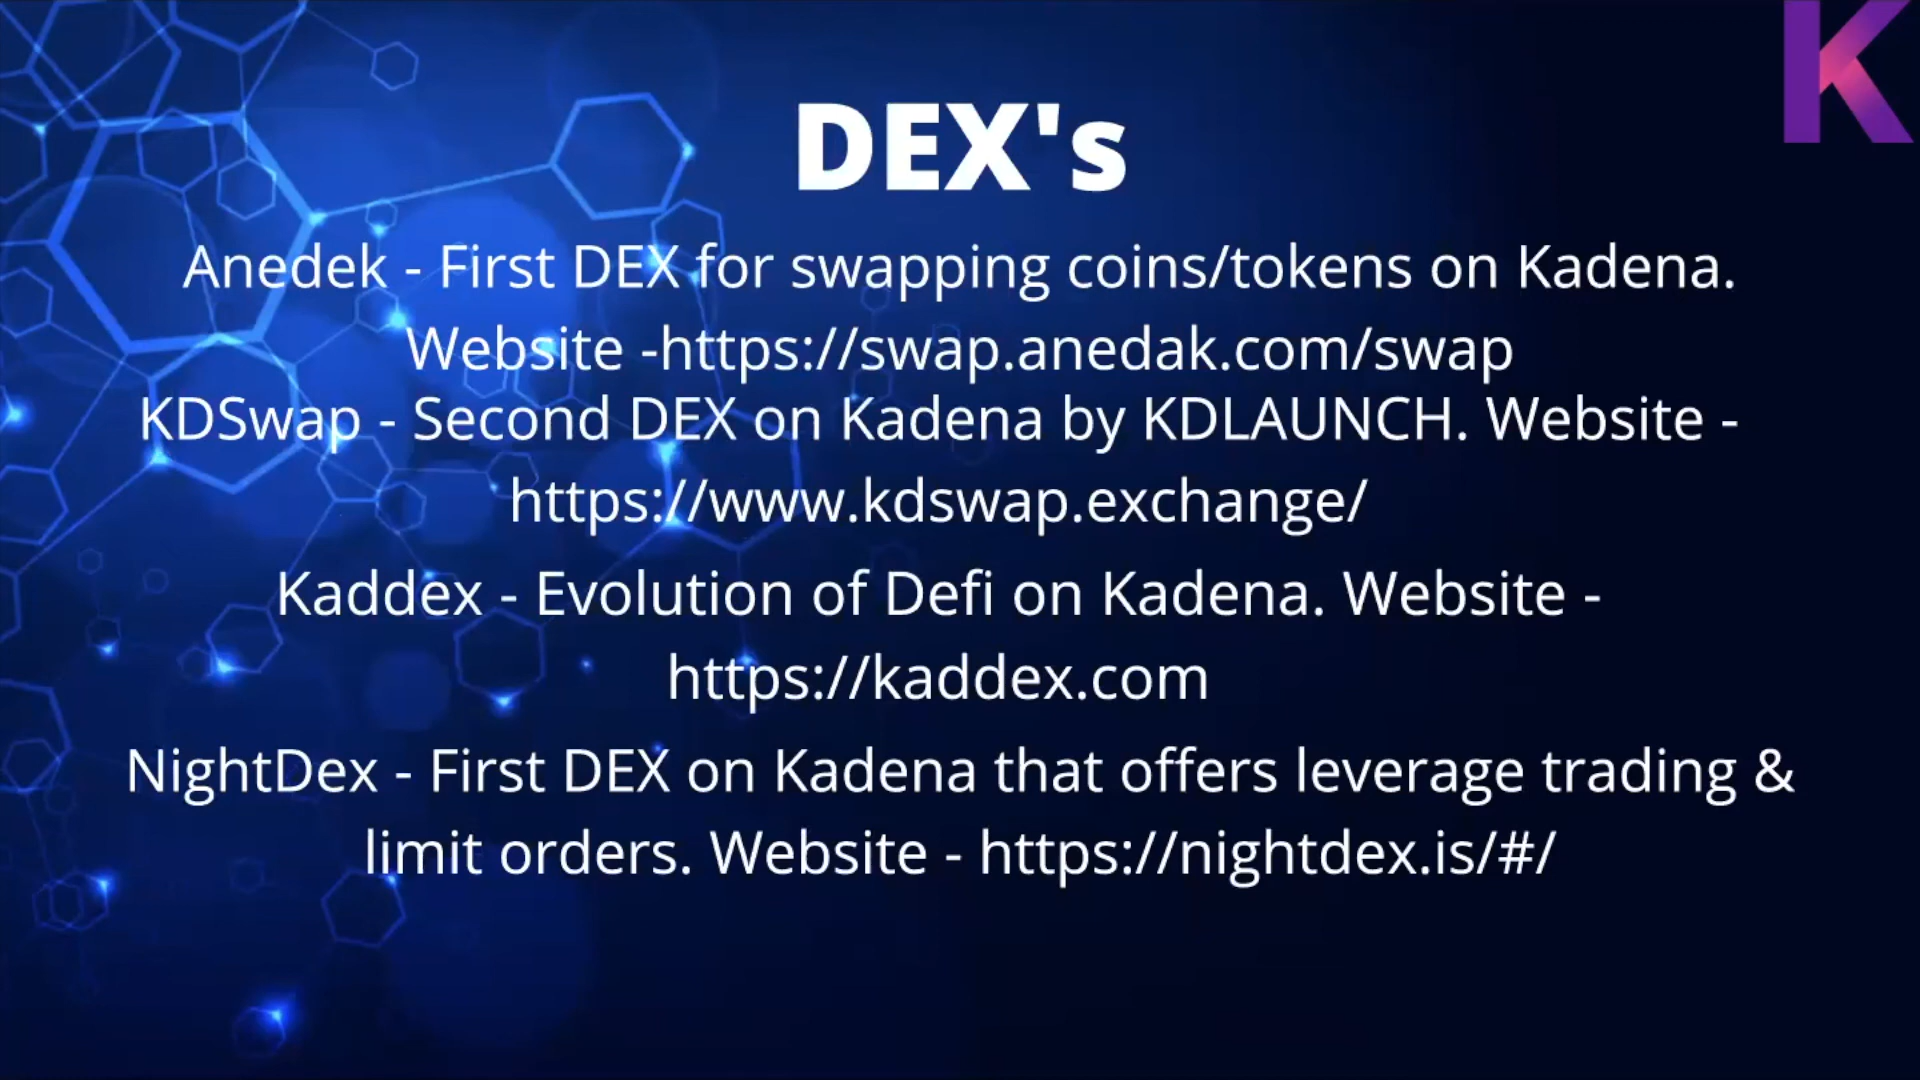 K
DEX's
Anedek - First DEX for swapping coins/tokens on Kadena.
Website -https://swap.anedak.com/swap
KDSwap - Second DEX on Kadena by KDLAUNCH. Website -
https://www.kdswap.exchange/
Kaddex - Evolution of Defi on Kadena. Website -
https://kaddex.com
NightDex - First DEX on Kadena that offers leverage trading &
limit orders. Website - https://nightdex.is/#/